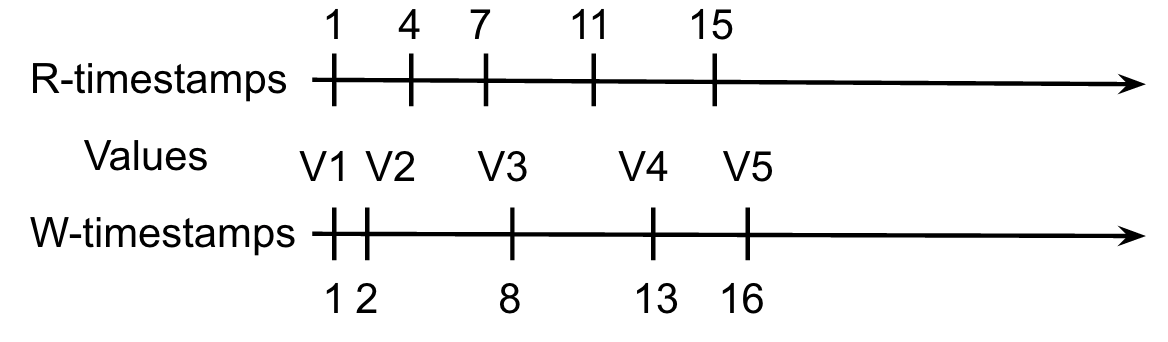 1 4 7 11 15
R-timestamps
Values V1 V2 V3 V4 V5
W-timestamps
1 2 8 13 16